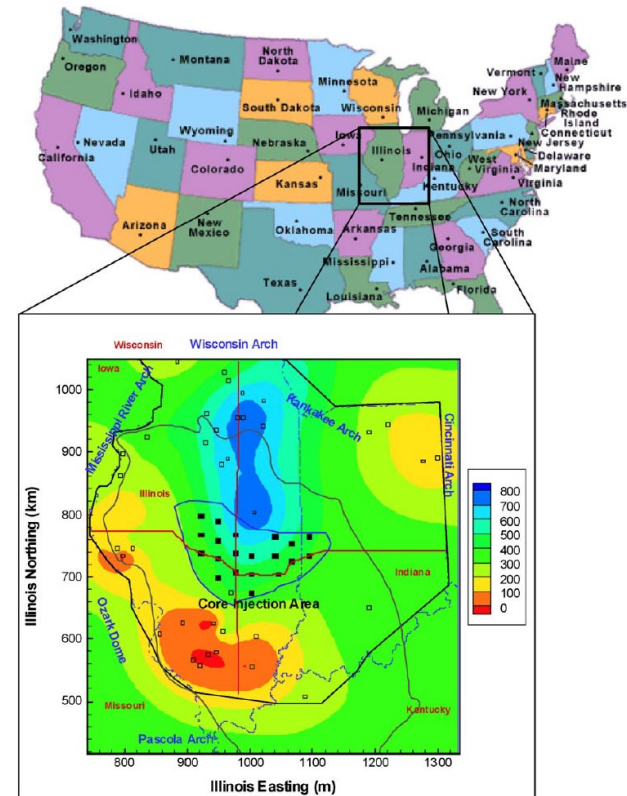 Washington
Montana
North
Dakota
Minnesota
Maine
Oregon
Vermont
New
Hampshire
Idaho
South Dakota
Wisconsin
Michigan
New York
Massachusetts
Rhode
Island
Connecticut
Wyoming
Iowa
Pennsylvania
New Jersey
Nevada
Nebraska
Illinois
Indiana
Ohio
Delaware
Maryland
Utah
Colorado
West
Virginia
California
Kansas
Missouri
Kentucky
Virginia
North
Carolina
Arizona
New
Mexico
Oklahoma
Tennessee
Arkansas
South
Carolina
Georgia
Mississippi
Alabama
Texas
Louisiana
Florida
Wisconsin
Wisconsin Arch
Iowa
Mississippi River Arch
Kankakee Arch
Cincinnati Arch
Illinois
Indiana
Core Injection Area
Ozark Dome
Missouri
Kentucky
Pascola Arch
1000
900
800
700
600
500
Illinois Northing (km)
800
900
1000
1100
1200
1300
Illinois Easting (m)
800
700
600
500
400
300
200
100
0